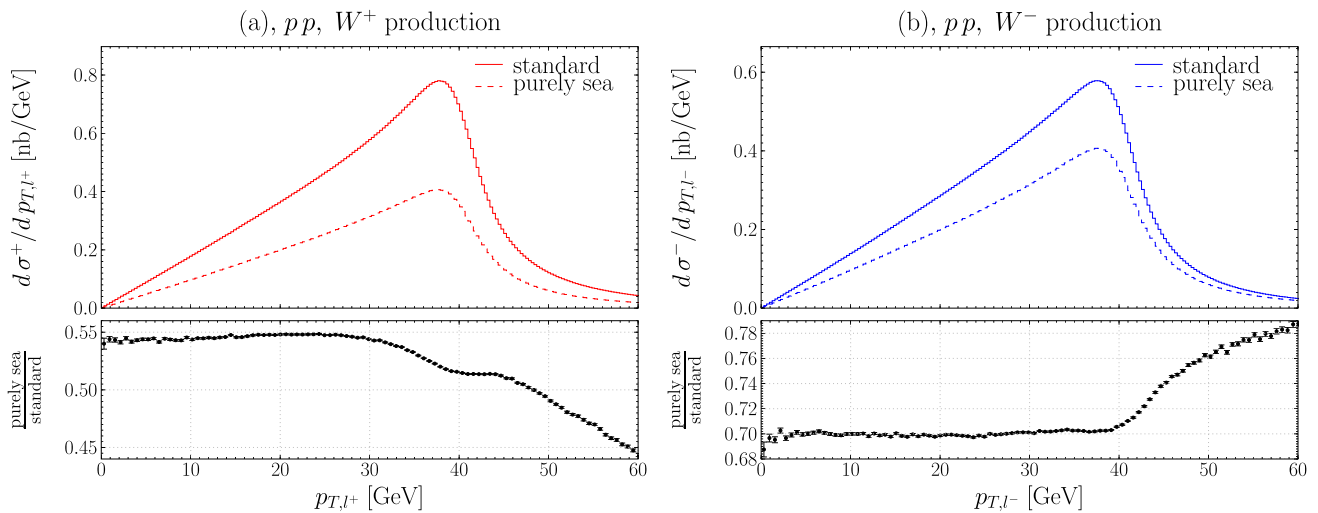 (a), p p, W⁺ production
dσ⁺/dp_{T,l⁺} [nb/GeV]
0.8
0.6
0.4
0.2
0.0
standard
purely sea
purely sea
standard
0.55
0.50
0.45
0
10
20
30
40
50
60
p_{T,l⁺} [GeV]
(b), p p, W⁻ production
dσ⁻/dp_{T,l⁻} [nb/GeV]
0.6
0.4
0.2
0.0
standard
purely sea
purely sea
standard
0.78
0.76
0.74
0.72
0.70
0.68
0
10
20
30
40
50
60
p_{T,l⁻} [GeV]